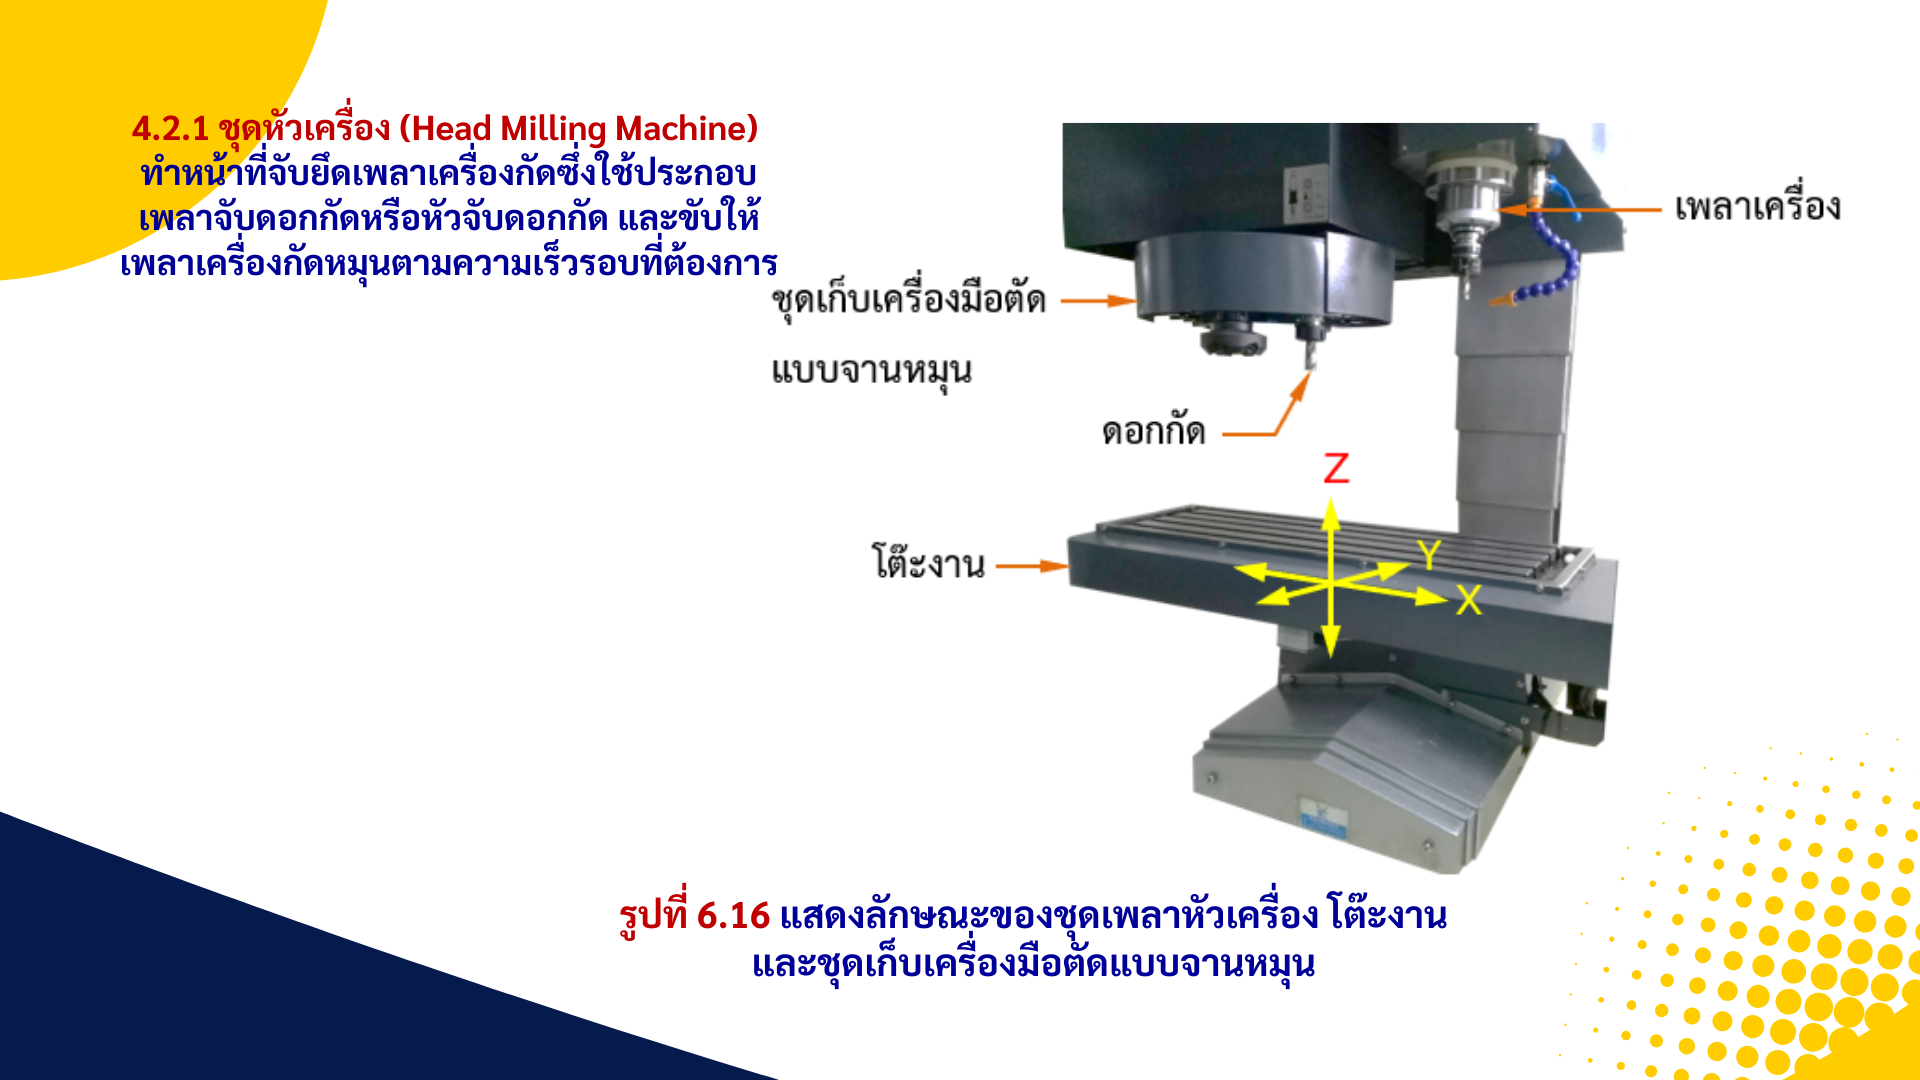 4.2.1 ชุดหัวเครื่อง (Head Milling Machine)
ทำหน้าที่จับยึดเพลาเครื่องกัดซึ่งใช้ประกอบ
เพลาจับดอกกัดหรือหัวจับดอกกัด และขับให้
เพลาเครื่องกัดหมุนตามความเร็วรอบที่ต้องการ
เพลาเครื่อง
ชุดเก็บเครื่องมือตัด
แบบจานหมุน
ดอกกัด
Z
Y
X
โต๊ะงาน
รูปที่ 6.16 แสดงลักษณะของชุดเพลาหัวเครื่อง โต๊ะงาน
และชุดเก็บเครื่องมือตัดแบบจานหมุน